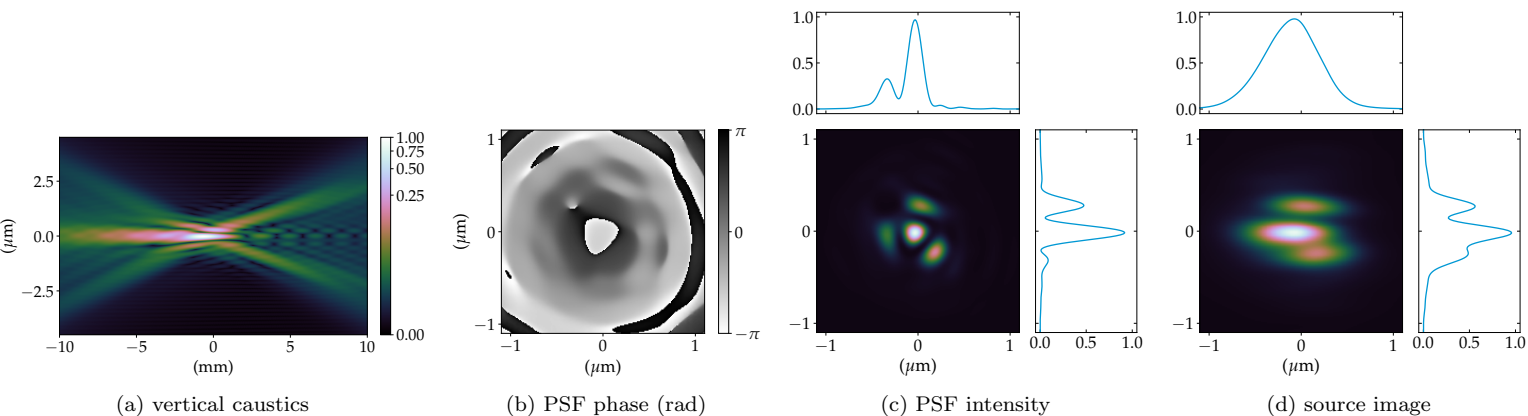 1.0
0.5
0.0
−1
0
1
(μm)
1.0
0.5
0.0
−1
0
1
(μm)
2.5
0.0
−2.5
(μm)
−10
−5
0
5
10
(mm)
1.00
0.75
0.50
0.25
0.00
1
0
−1
(μm)
−1
0
1
(μm)
π
0
−π
1
0
−1
0.0 0.5 1.0
1
0
−1
0.0 0.5 1.0
(a) vertical caustics
(b) PSF phase (rad)
(c) PSF intensity
(d) source image